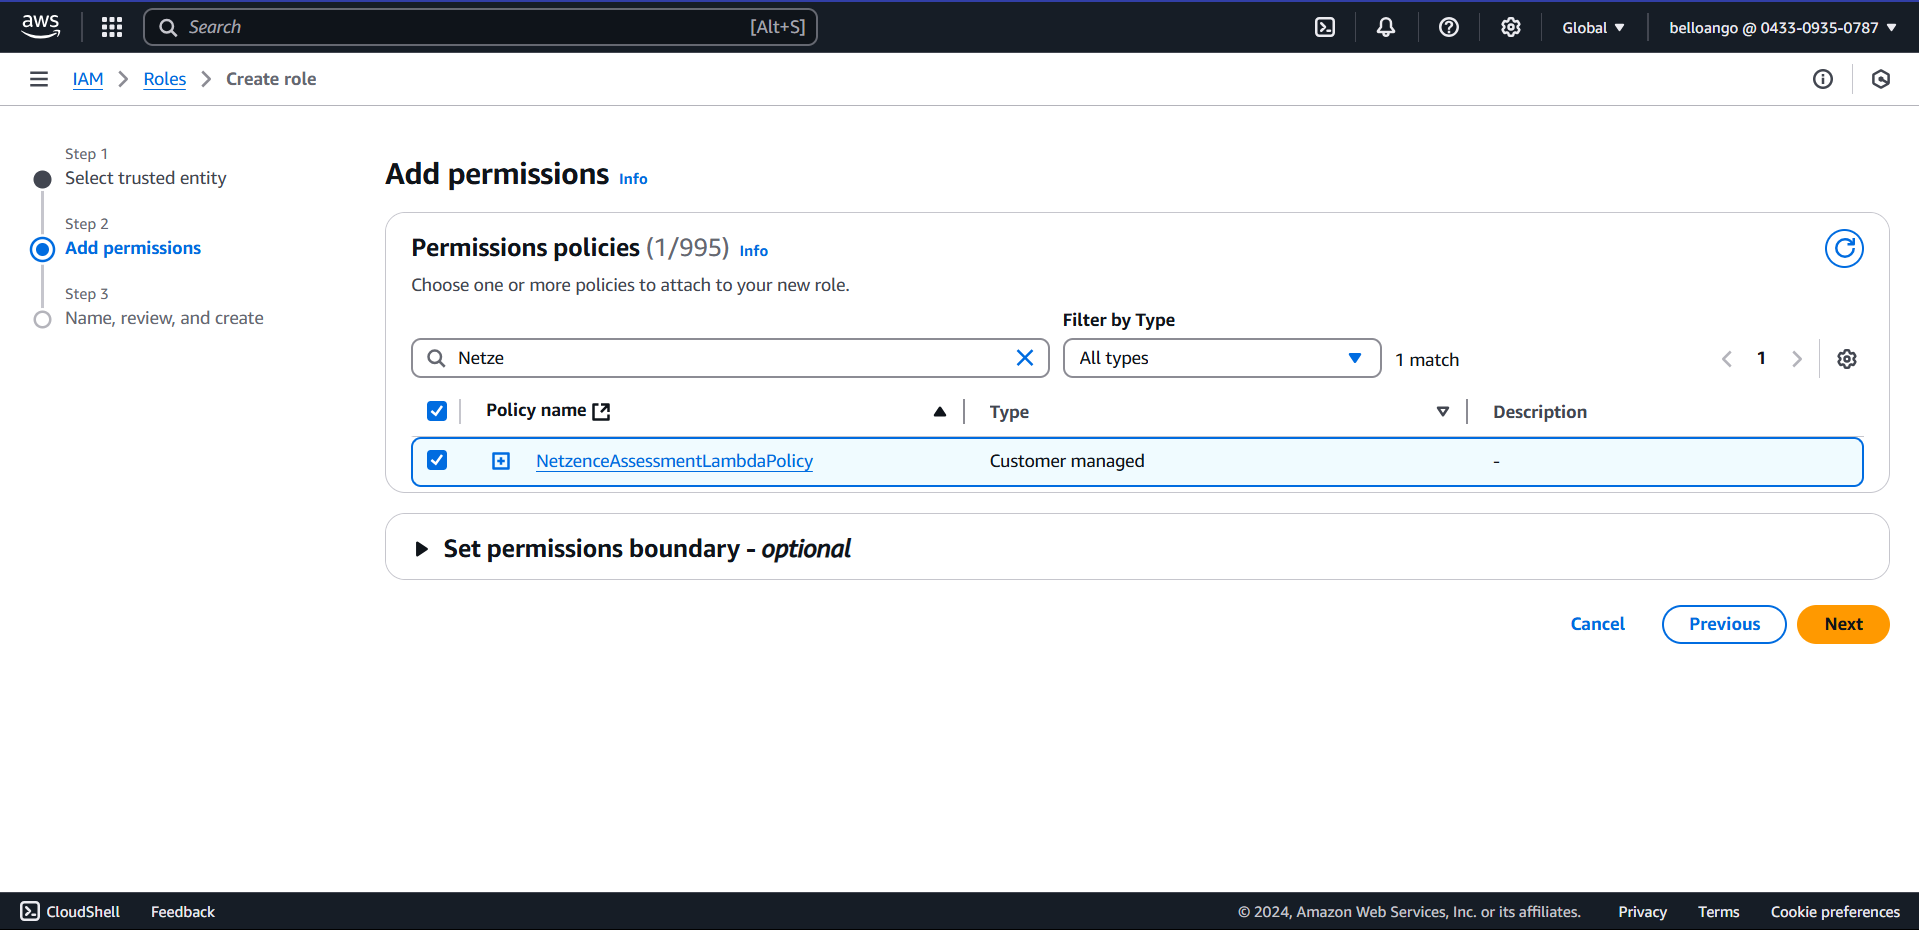 aws
Search
[Alt+S]
Global
belloango @ 0433-0935-0787
IAM
Roles
Create role
Step 1
Select trusted entity
Step 2
Add permissions
Step 3
Name, review, and create
Add permissions Info
Permissions policies (1/995) Info
Choose one or more policies to attach to your new role.
Filter by Type
Netze
All types
1 match
1
Policy name
Type
Description
NetzenceAssessmentLambdaPolicy
Customer managed
-
Set permissions boundary - optional
Cancel
Previous
Next
CloudShell
Feedback
© 2024, Amazon Web Services, Inc. or its affiliates.
Privacy
Terms
Cookie preferences